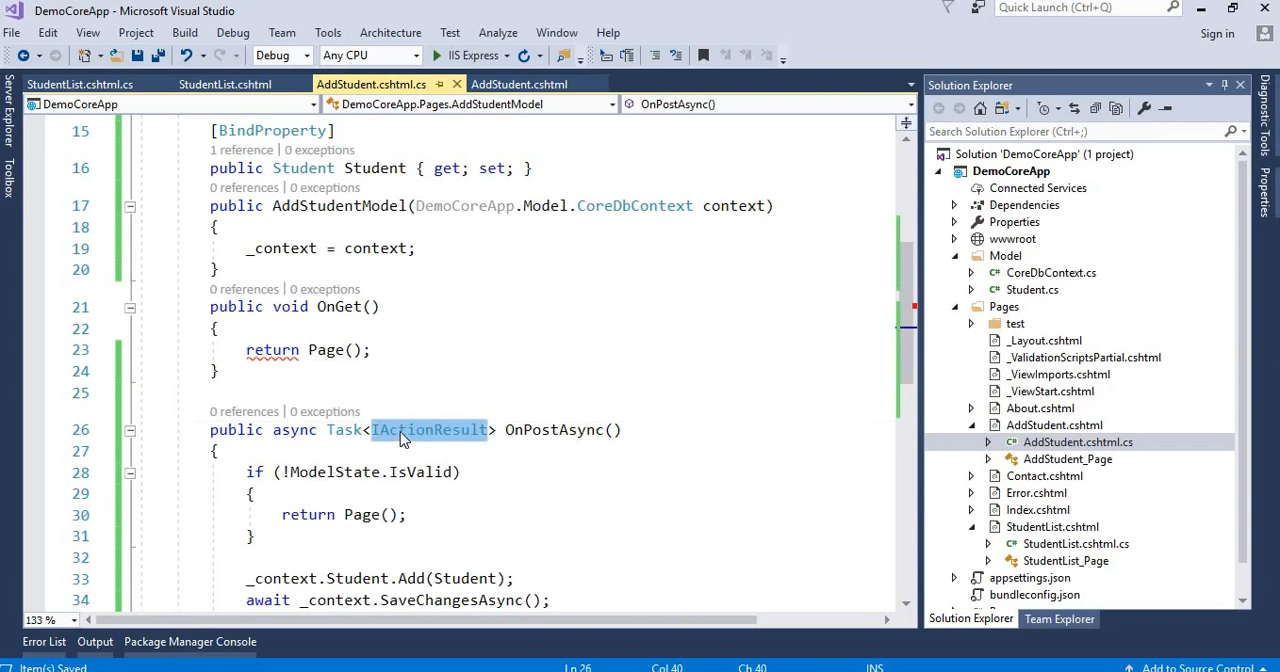 DemoCoreApp - Microsoft Visual Studio
Quick Launch (Ctrl+Q)
File Edit View Project Build Debug Team Tools Architecture Test Analyze Window Help
Sign in
Debug Any CPU IIS Express
Server Explorer
Toolbox
StudentList.cshtml.cs StudentList.cshtml AddStudent.cshtml.cs AddStudent.cshtml
DemoCoreApp DemoCoreApp.Pages.AddStudentModel OnPostAsync()
15 [BindProperty]
1 reference | 0 exceptions
16 public Student Student { get; set; }
0 references | 0 exceptions
17 public AddStudentModel(DemoCoreApp.Model.CoreDbContext context)
18 {
19 _context = context;
20 }
0 references | 0 exceptions
21 public void OnGet()
22 {
23 return Page();
24 }
25
0 references | 0 exceptions
26 public async Task<IActionResult> OnPostAsync()
27 {
28 if (!ModelState.IsValid)
29 {
30 return Page();
31 }
32
33 _context.Student.Add(Student);
34 await _context.SaveChangesAsync();
133 %
Error List Output Package Manager Console
Item(s) Saved Ln 26 Col 40 Ch 40 INS Add to Source Control
Solution Explorer
Search Solution Explorer (Ctrl+;)
Solution 'DemoCoreApp' (1 project)
DemoCoreApp
Connected Services
Dependencies
Properties
wwwroot
Model
CoreDbContext.cs
Student.cs
Pages
test
_Layout.cshtml
_ValidationScriptsPartial.cshtml
_ViewImports.cshtml
_ViewStart.cshtml
About.cshtml
AddStudent.cshtml
AddStudent.cshtml.cs
AddStudent_Page
Contact.cshtml
Error.cshtml
Index.cshtml
StudentList.cshtml
StudentList.cshtml.cs
StudentList_Page
appsettings.json
bundleconfig.json
Solution Explorer Team Explorer
Diagnostic Tools
Properties